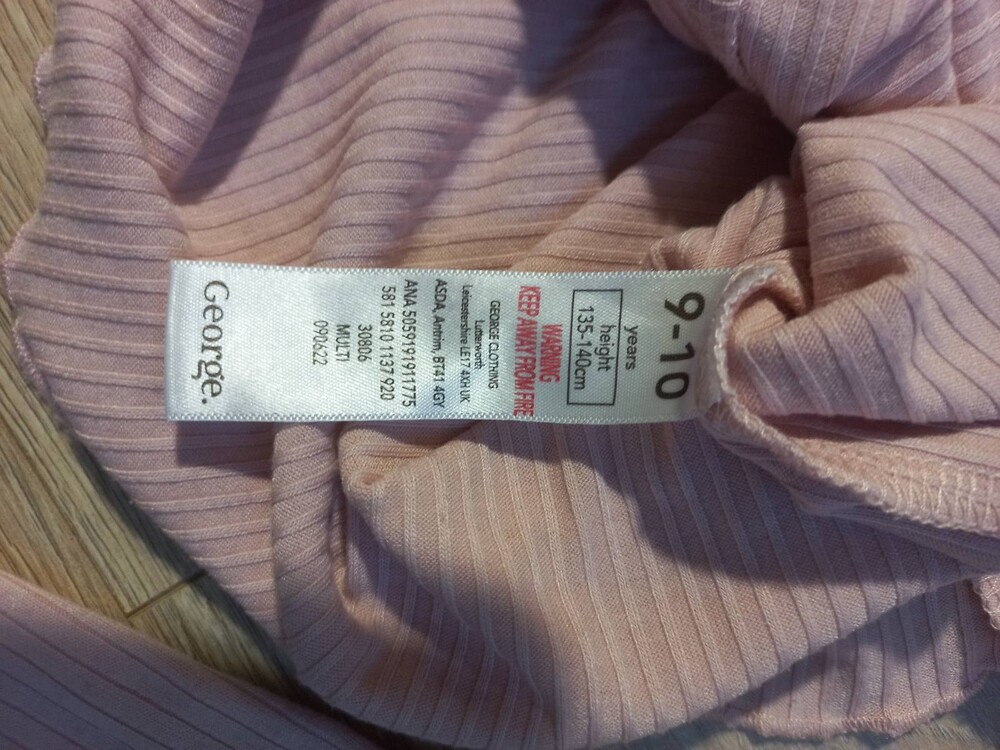 9-10
years
height
135-140cm
WARNING
KEEP AWAY FROM FIRE
GEORGE CLOTHING
Lutterworth
Leicestershire LE17 4XH UK
ASDA, Antrim, BT41 4GY
ANA 5059191911775
581 5810 1137 920
30806
MULTI
090622
George.